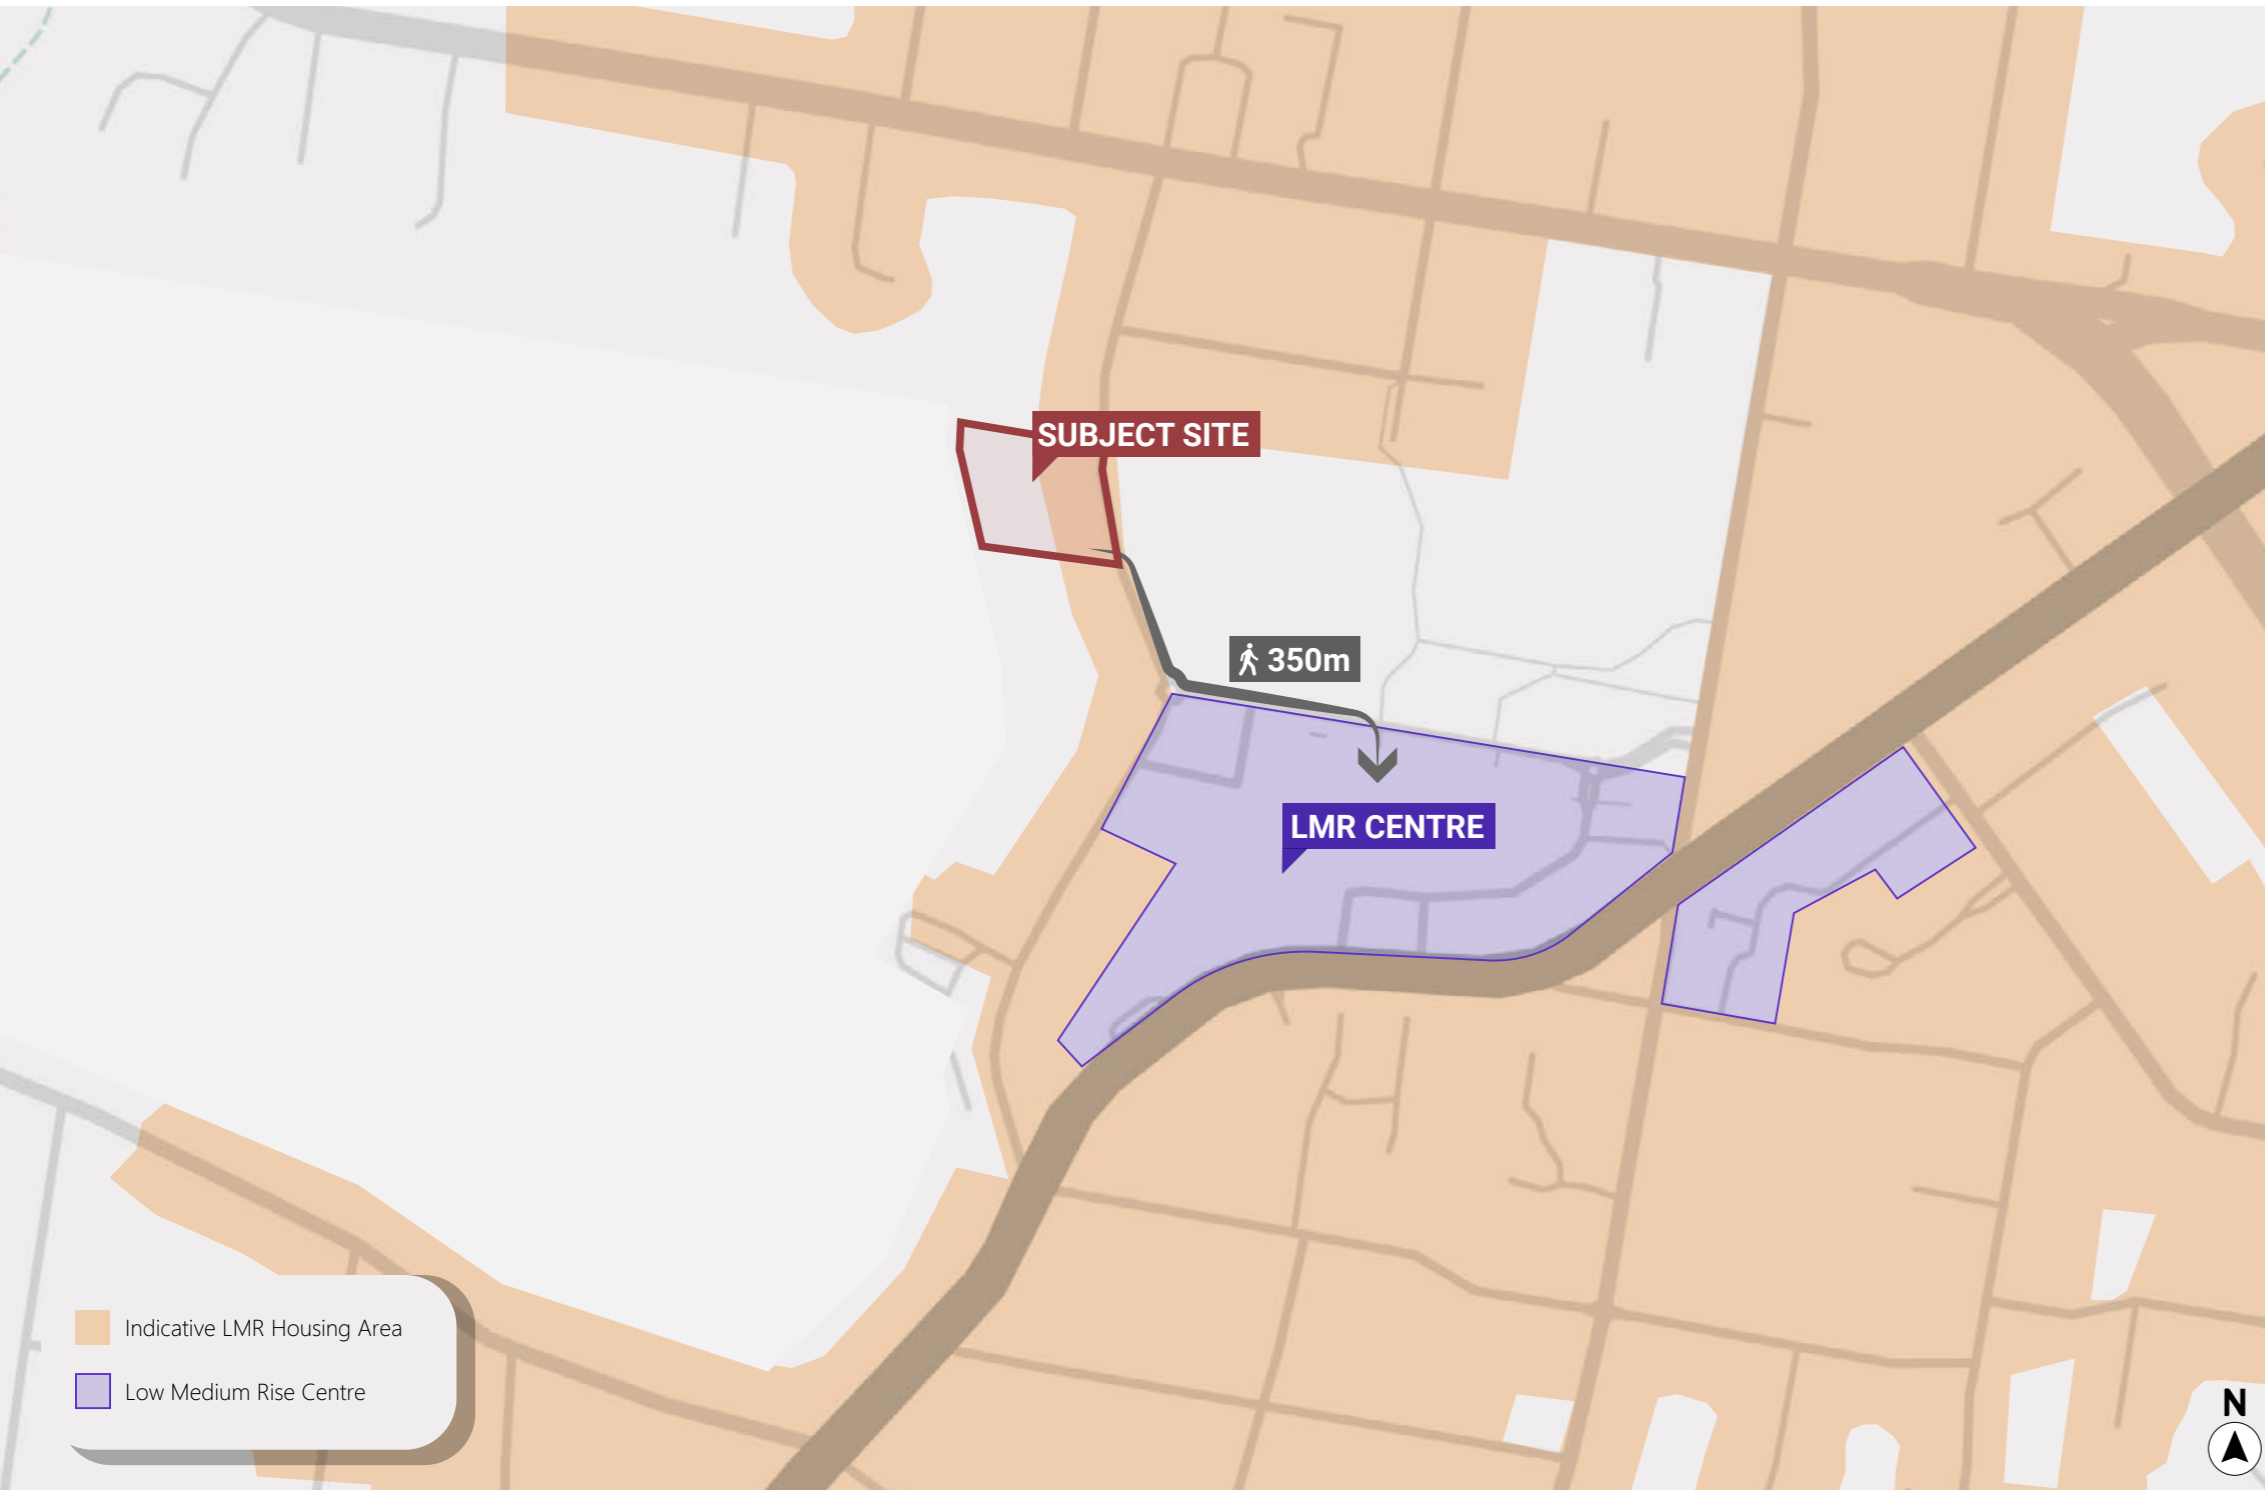 SUBJECT SITE
350m
LMR CENTRE
Indicative LMR Housing Area
Low Medium Rise Centre
N